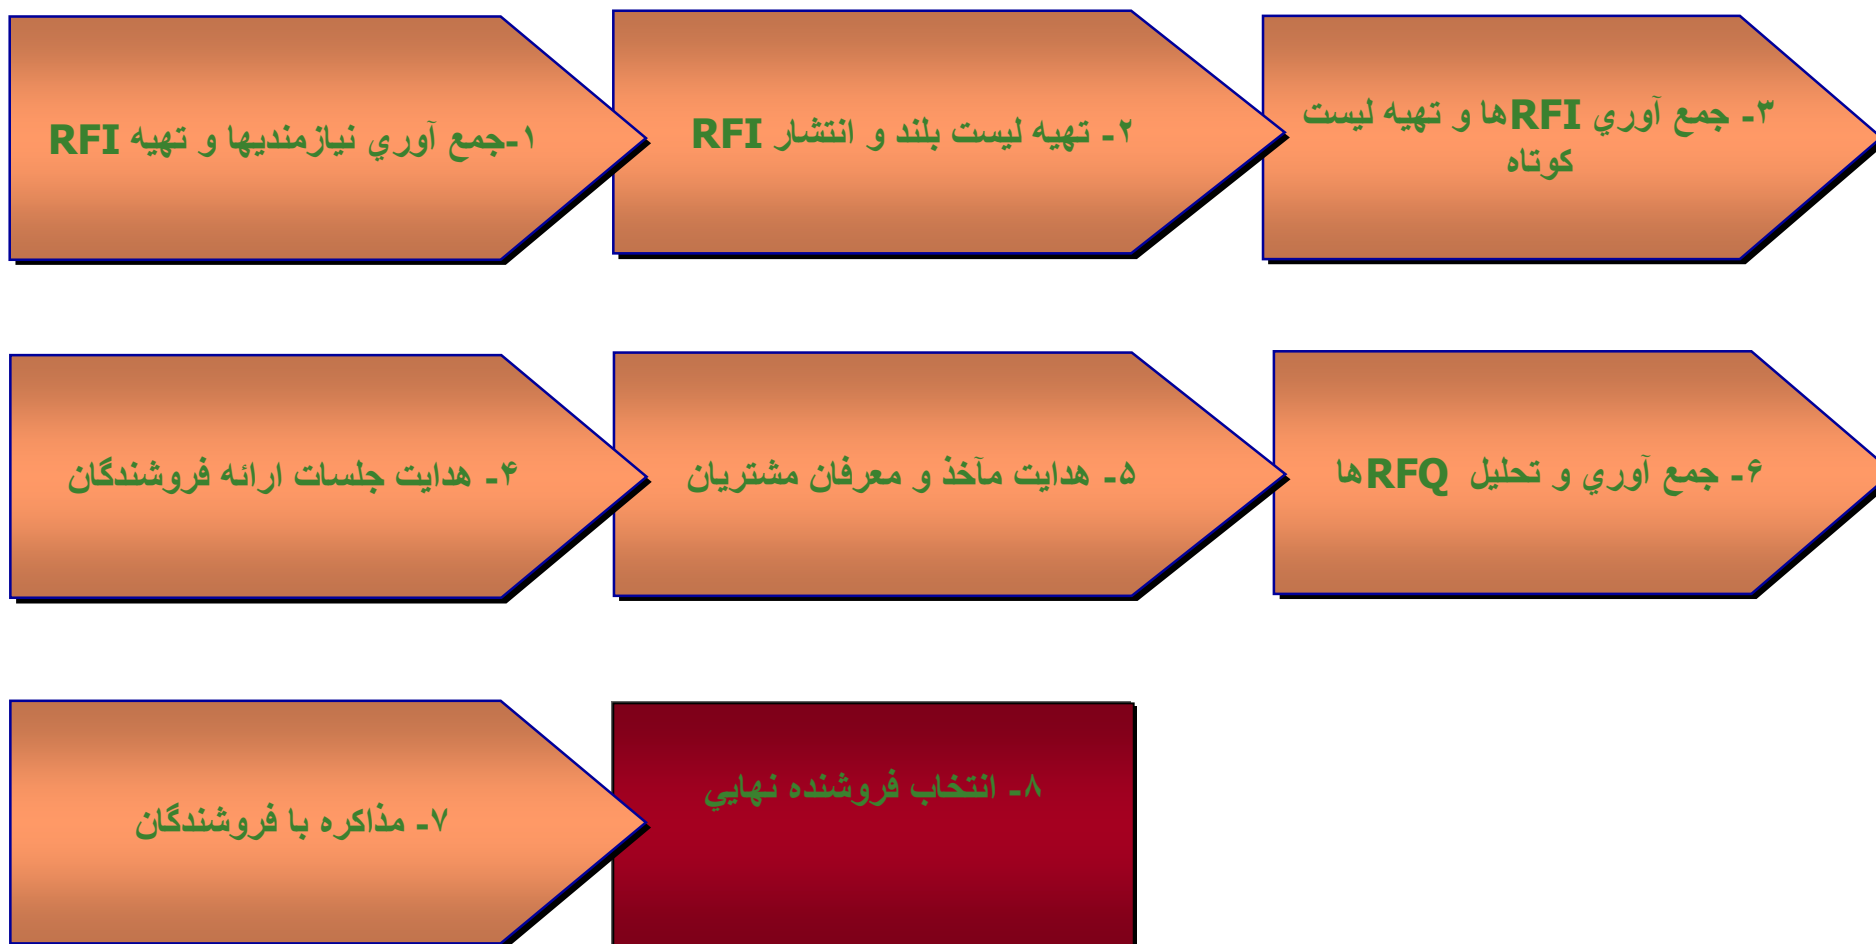 ۱-جمع آوري نيازمنديها و تهيه RFI
۲- تهيه ليست بلند و انتشار RFI
۳- جمع آوري RFIها و تهيه ليست
كوتاه
۴- هدايت جلسات ارائه فروشندگان
۵- هدايت مآخذ و معرفان مشتريان
۶- جمع آوري و تحليل RFQها
۷- مذاكره با فروشندگان
۸- انتخاب فروشنده نهايي